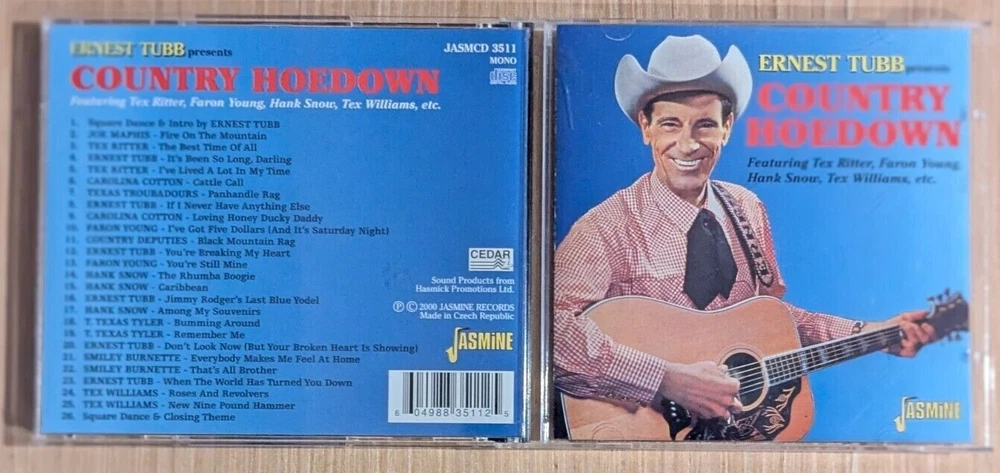 ERNEST TUBB presents
COUNTRY HOEDOWN
Featuring Tex Ritter, Faron Young, Hank Snow, Tex Williams, etc.
JASMCD 3511
MONO
COMPACT
disc
DIGITAL AUDIO
1. Square Dance & Intro by ERNEST TUBB
2. JOE MAPHIS - Fire On The Mountain
3. TEX RITTER - The Best Time Of All
4. ERNEST TUBB - It's Been So Long, Darling
5. TEX RITTER - I've Lived A Lot In My Time
6. CAROLINA COTTON - Cattle Call
7. TEXAS TROUBADOURS - Panhandle Rag
8. ERNEST TUBB - If I Never Have Anything Else
9. CAROLINA COTTON - Loving Honey Ducky Daddy
10. FARON YOUNG - I've Got Five Dollars (And It's Saturday Night)
11. COUNTRY DEPUTIES - Black Mountain Rag
12. ERNEST TUBB - You're Breaking My Heart
13. FARON YOUNG - You're Still Mine
14. HANK SNOW - The Rhumba Boogie
15. HANK SNOW - Caribbean
16. ERNEST TUBB - Jimmy Rodger's Last Blue Yodel
17. HANK SNOW - Among My Souvenirs
18. T. TEXAS TYLER - Bumming Around
19. T. TEXAS TYLER - Remember Me
20. ERNEST TUBB - Don't Look Now (But Your Broken Heart Is Showing)
21. SMILEY BURNETTE - Everybody Makes Me Feel At Home
22. SMILEY BURNETTE - That's All Brother
23. ERNEST TUBB - When The World Has Turned You Down
24. TEX WILLIAMS - Roses And Revolvers
25. TEX WILLIAMS - New Nine Pound Hammer
26. Square Dance & Closing Theme
CEDAR
Sound Products from
Hasmick Promotions Ltd.
℗ © 2000 JASMINE RECORDS
Made in Czech Republic
JASMINE
6 04988 35112 5
ERNEST TUBB presents
COUNTRY
HOEDOWN
Featuring Tex Ritter, Faron Young,
Hank Snow, Tex Williams, etc.
JASMINE